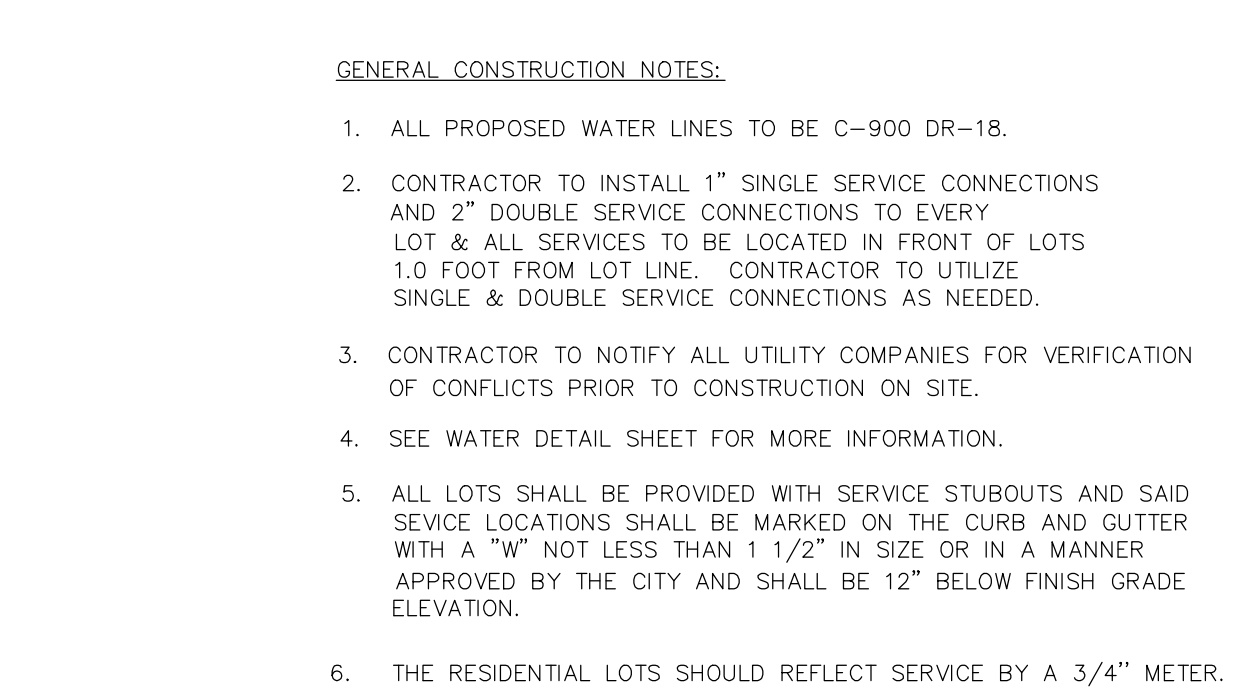 GENERAL CONSTRUCTION NOTES:
1. ALL PROPOSED WATER LINES TO BE C-900 DR-18.
2. CONTRACTOR TO INSTALL 1" SINGLE SERVICE CONNECTIONS
AND 2" DOUBLE SERVICE CONNECTIONS TO EVERY
LOT & ALL SERVICES TO BE LOCATED IN FRONT OF LOTS
1.0 FOOT FROM LOT LINE. CONTRACTOR TO UTILIZE
SINGLE & DOUBLE SERVICE CONNECTIONS AS NEEDED.
3. CONTRACTOR TO NOTIFY ALL UTILITY COMPANIES FOR VERIFICATION
OF CONFLICTS PRIOR TO CONSTRUCTION ON SITE.
4. SEE WATER DETAIL SHEET FOR MORE INFORMATION.
5. ALL LOTS SHALL BE PROVIDED WITH SERVICE STUBOUTS AND SAID
SEVICE LOCATIONS SHALL BE MARKED ON THE CURB AND GUTTER
WITH A "W" NOT LESS THAN 1 1/2" IN SIZE OR IN A MANNER
APPROVED BY THE CITY AND SHALL BE 12" BELOW FINISH GRADE
ELEVATION.
6. THE RESIDENTIAL LOTS SHOULD REFLECT SERVICE BY A 3/4'' METER.